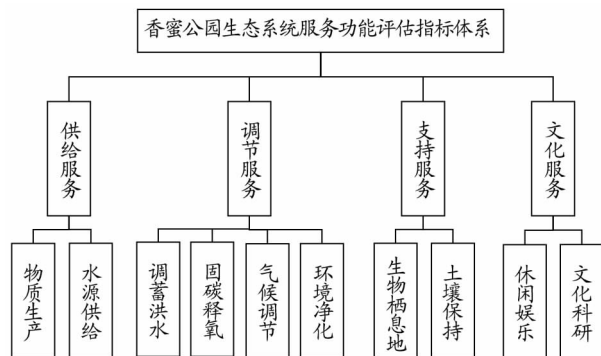 香蜜公园生态系统服务功能评估指标体系
供给服务
调节服务
支持服务
文化服务
物质生产
水源供给
调蓄洪水
固碳释氧
气候调节
环境净化
生物栖息地
土壤保持
休闲娱乐
文化科研